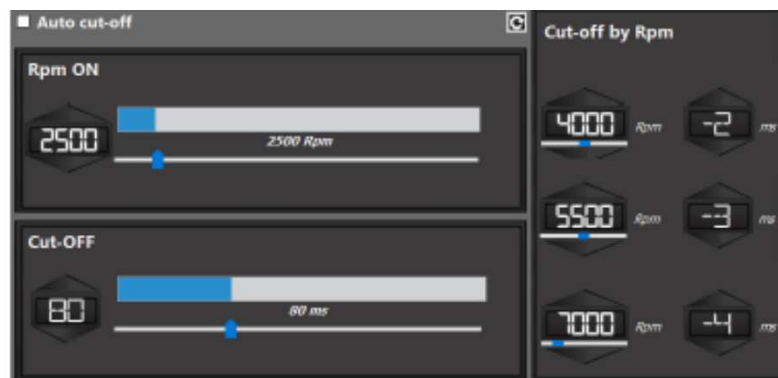 Auto cut-off
Rpm ON
2500
2500 Rpm
Cut-OFF
80
80 ms
Cut-off by Rpm
4000 Rpm -2 ms
5500 Rpm -3 ms
7000 Rpm -4 ms